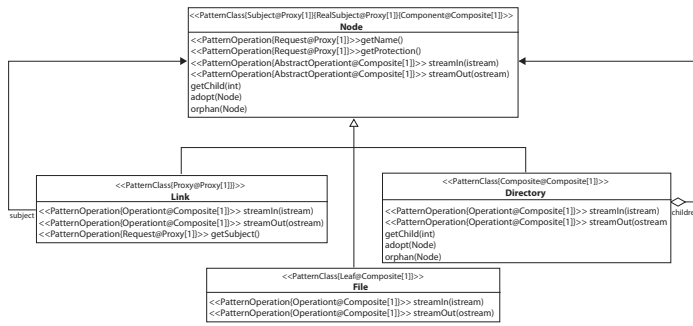 <<PatternClass{Subject@Proxy[1]}{RealSubject@Proxy[1]}{Component@Composite[1]}>>
Node
<<PatternOperation{Request@Proxy[1]}>>getName()
<<PatternOperation{Request@Proxy[1]}>>getProtection()
<<PatternOperation{AbstractOperationt@Composite[1]}>> streamIn(istream)
<<PatternOperation{AbstractOperationt@Composite[1]}>> streamOut(ostream)
getChild(int)
adopt(Node)
orphan(Node)
<<PatternClass{Proxy@Proxy[1]}]>>
Link
<<PatternOperation{Operationt@Composite[1]}>> streamIn(istream)
<<PatternOperation{Operationt@Composite[1]}>> streamOut(ostream)
<<PatternOperation{Request@Proxy[1]}>> getSubject()
subject
<<PatternClass{Composite@Composite[1]}>>
Directory
<<PatternOperation{Operationt@Composite[1]}>> streamIn(istream)
<<PatternOperation{Operationt@Composite[1]}>> streamOut(ostream
getChild(int)
adopt(Node)
orphan(Node)
childre
<<PatternClass{Leaf@Composite[1]}>>
File
<<PatternOperation{Operationt@Composite[1]}>> streamIn(istream)
<<PatternOperation{Operationt@Composite[1]}>> streamOut(ostream)